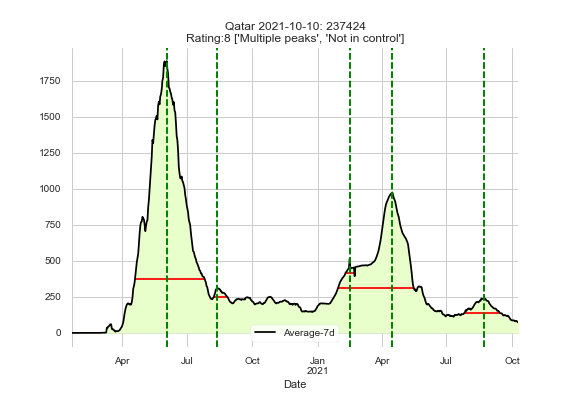 Qatar 2021-10-10: 237424
Rating:8 ['Multiple peaks', 'Not in control']
1750
1500
1250
1000
750
500
250
0
Average-7d
Apr Jul Oct Jan Apr Jul Oct
2021
Date